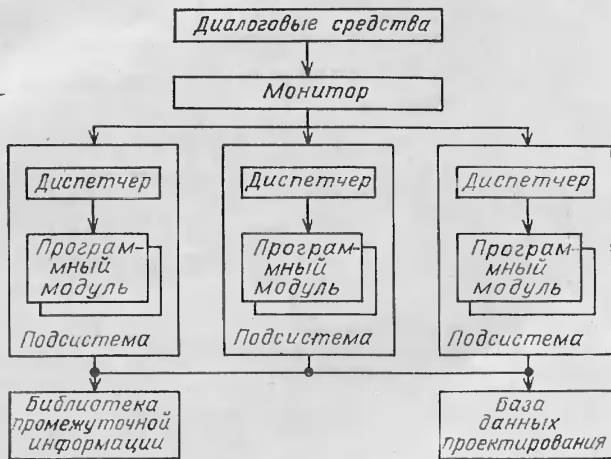 Диалоговые средства
Монитор
Диспетчер
Диспетчер
Диспетчер
Програм-
мный
модуль
Програм-
мный
модуль
Програм-
мный
модуль
Подсистема
Подсистема
Подсистема
Библиотека
промежуточной
информации
База
данных
проектирования